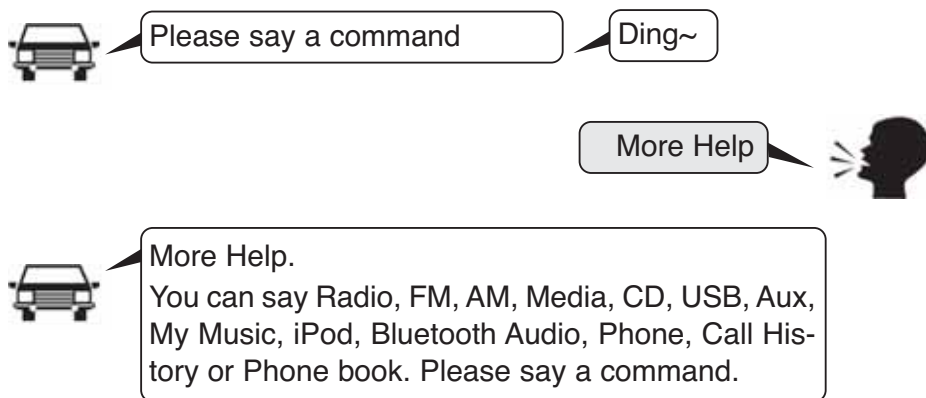 Please say a command
Ding~
More Help
More Help.
You can say Radio, FM, AM, Media, CD, USB, Aux,
My Music, iPod, Bluetooth Audio, Phone, Call His-
tory or Phone book. Please say a command.